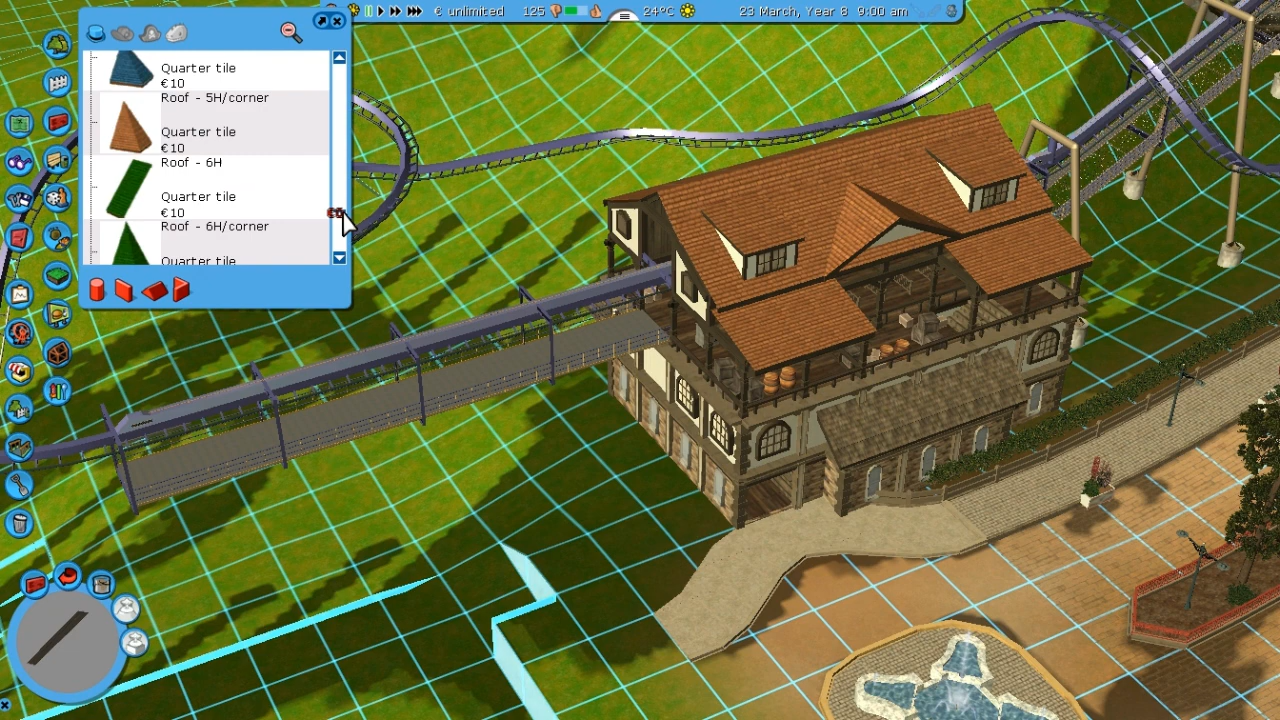 € unlimited 125 24°C 23 March, Year 8 9:00 am
Quarter tile
€10
Roof - 5H/corner
Quarter tile
€10
Roof - 6H
Quarter tile
€10
Roof - 6H/corner
Quarter tile